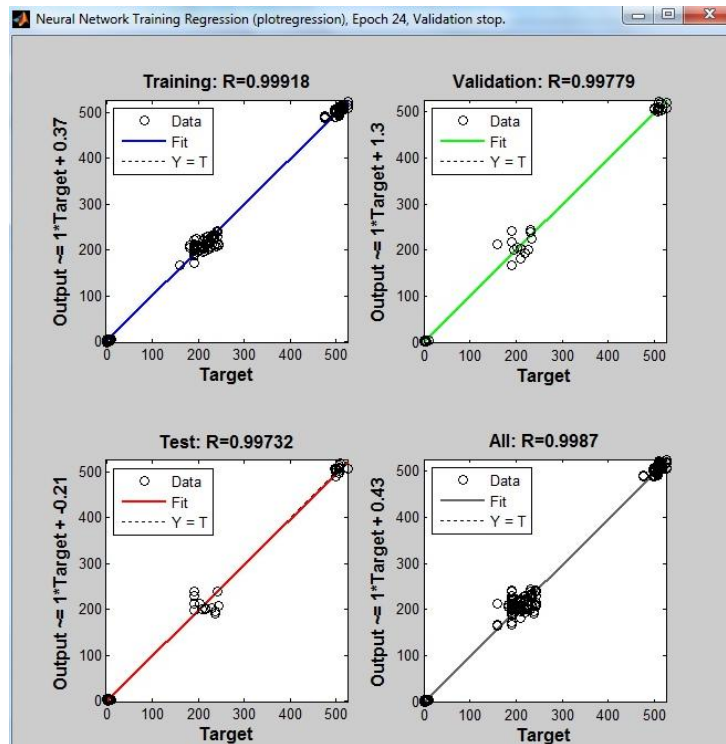 Neural Network Training Regression (plotregression), Epoch 24, Validation stop.
Training: R=0.99918
Output ~= 1*Target + 0.37
500
400
300
200
100
0
Data
Fit
Y = T
0 100 200 300 400 500
Target
Validation: R=0.99779
Output ~= 1*Target + 1.3
500
400
300
200
100
0
Data
Fit
Y = T
0 100 200 300 400 500
Target
Test: R=0.99732
Output ~= 1*Target + -0.21
500
400
300
200
100
0
Data
Fit
Y = T
0 100 200 300 400 500
Target
All: R=0.9987
Output ~= 1*Target + 0.43
500
400
300
200
100
0
Data
Fit
Y = T
0 100 200 300 400 500
Target